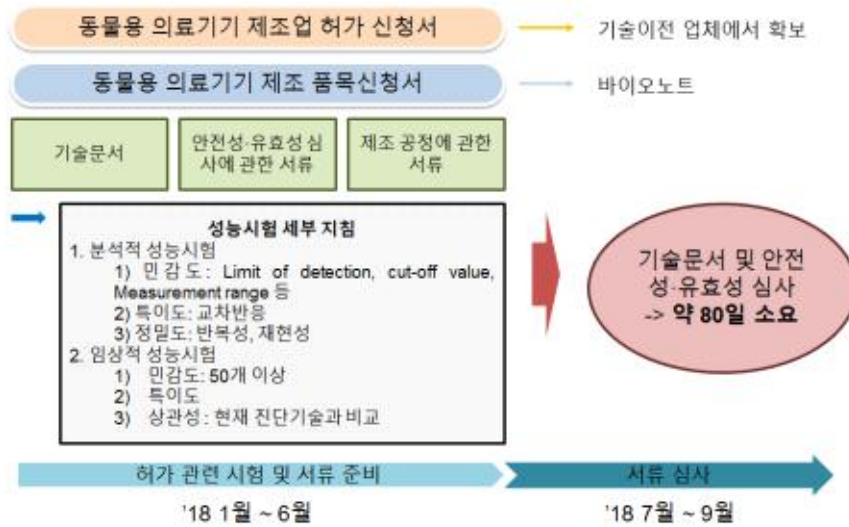 동물용 의료기기 제조업 허가 신청서
기술이전 업체에서 확보
동물용 의료기기 제조 품목신청서
바이오노트
기술문서
안전성·유효성 심
사에 관한 서류
제조 공정에 관한
서류
성능시험 세부 지침
1. 분석적 성능시험
1) 민감도: Limit of detection, cut-off value,
Measurement range 등
2) 특이도: 교차반응
3) 정밀도: 반복성, 재현성
2. 임상적 성능시험
1) 민감도: 50개 이상
2) 특이도
3) 상관성 : 현재 진단기술과 비교
기술문서 및 안전
성·유효성 심사
-> 약 80일 소요
허가 관련 시험 및 서류 준비
서류 심사
'18 1월 ~ 6월
'18 7월 ~ 9월